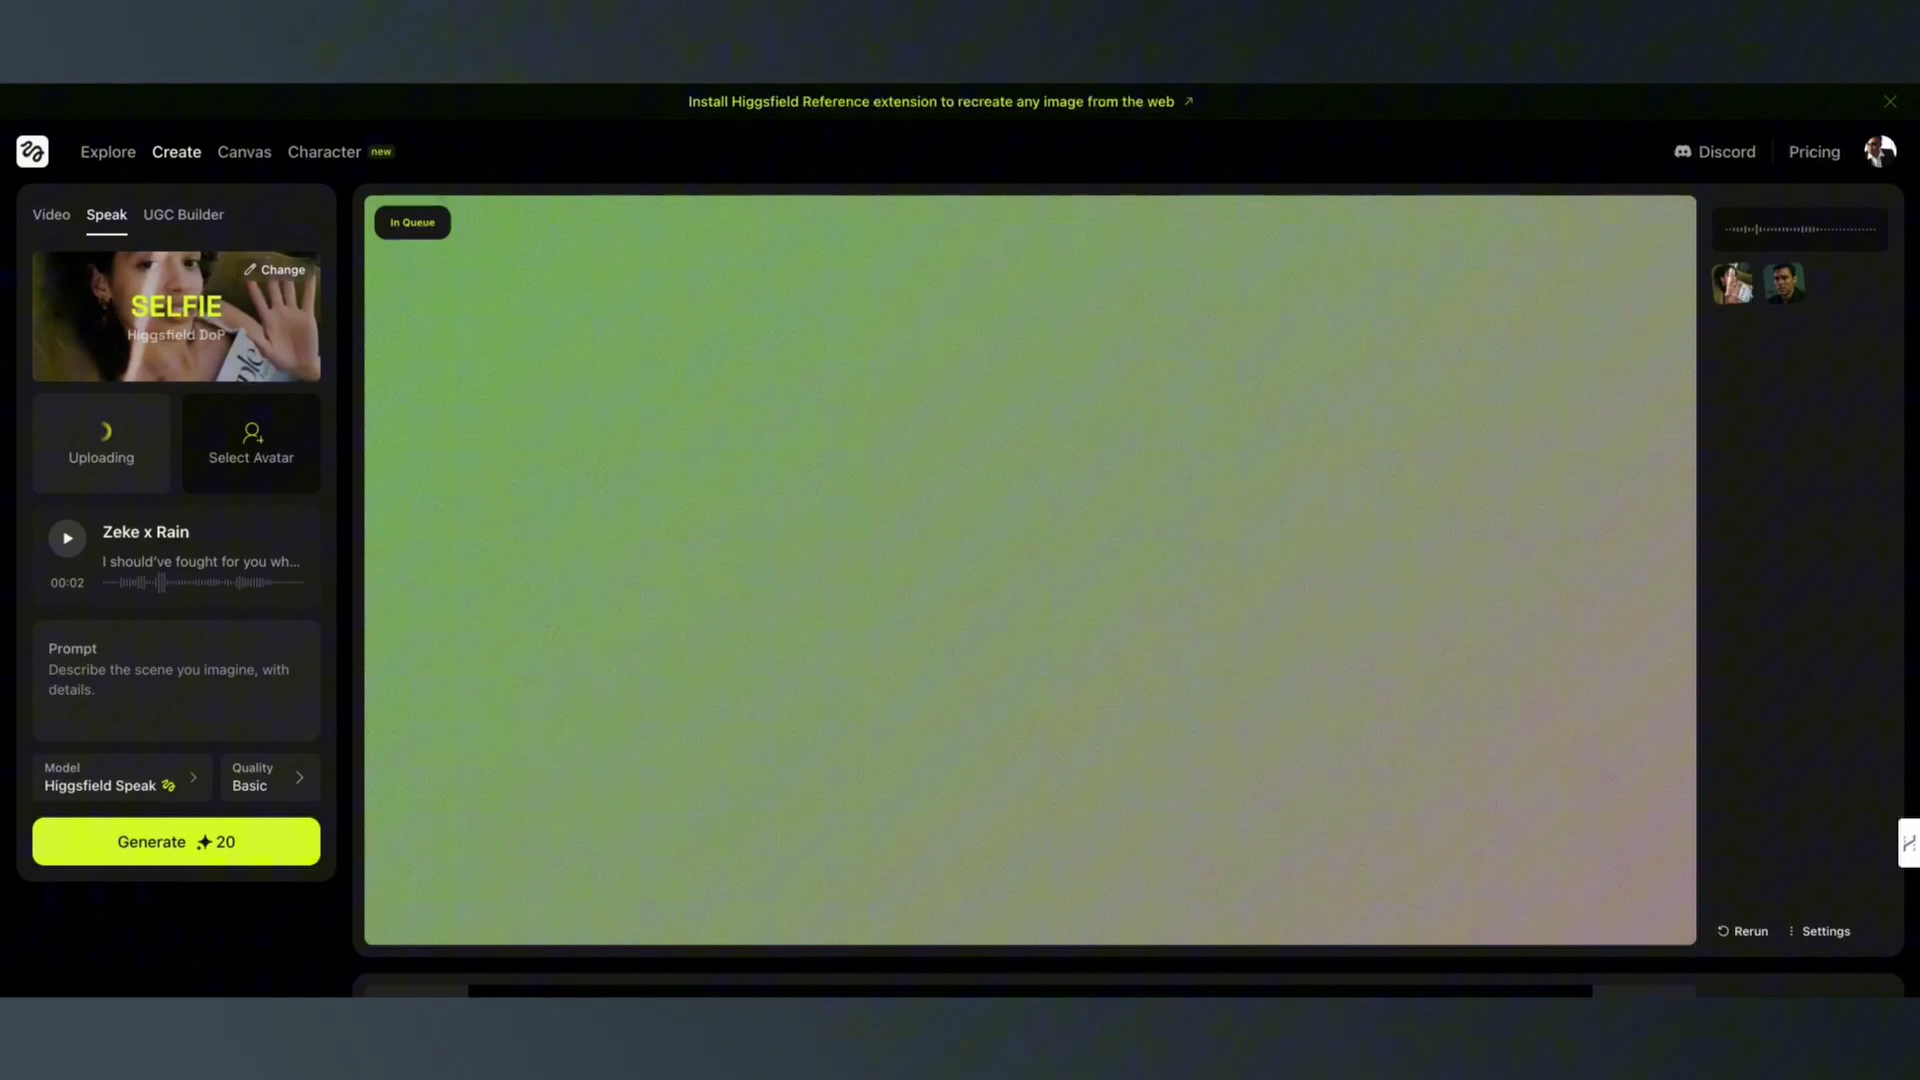 Install Higgsfield Reference extension to recreate any image from the web ↗
Explore Create Canvas Character new
Discord Pricing
Video Speak UGC Builder
Change
SELFIE
Higgsfield DoP
Uploading
Select Avatar
Zeke x Rain
I should've fought for you wh...
00:02
Prompt
Describe the scene you imagine, with
details.
Model
Higgsfield Speak
Quality
Basic
Generate 20
In Queue
Rerun
Settings